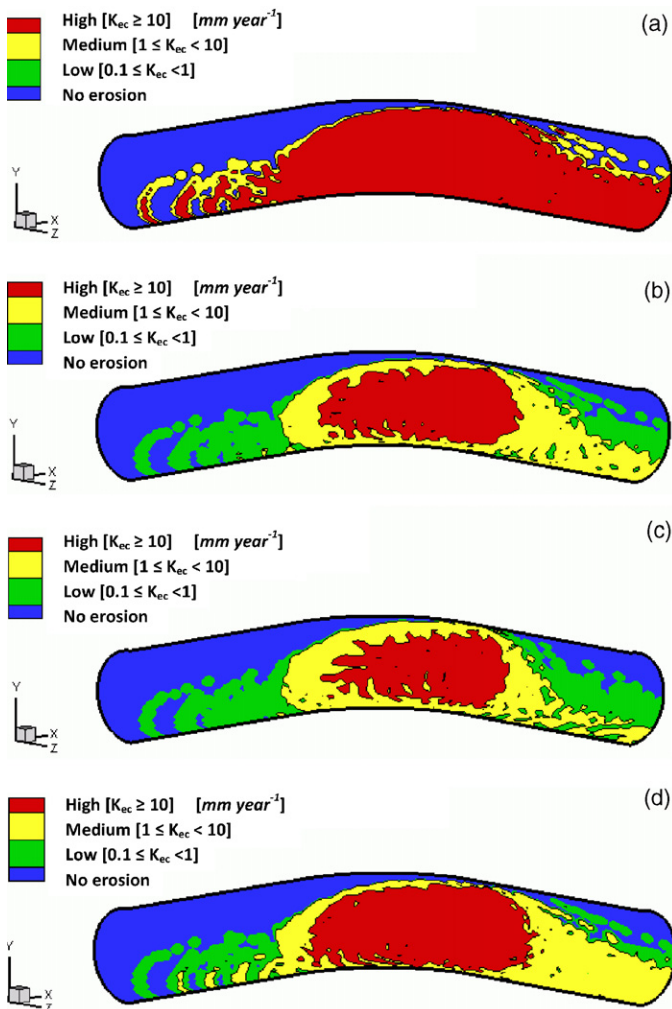 (a)
High [Kec ≥ 10] [mm year-1]
Medium [1 ≤ Kec < 10]
Low [0.1 ≤ Kec <1]
No erosion
Y
X
Z
(b)
High [Kec ≥ 10] [mm year-1]
Medium [1 ≤ Kec < 10]
Low [0.1 ≤ Kec <1]
No erosion
Y
X
Z
(c)
High [Kec ≥ 10] [mm year-1]
Medium [1 ≤ Kec < 10]
Low [0.1 ≤ Kec <1]
No erosion
Y
X
Z
(d)
High [Kec ≥ 10] [mm year-1]
Medium [1 ≤ Kec < 10]
Low [0.1 ≤ Kec <1]
No erosion
Y
X
Z